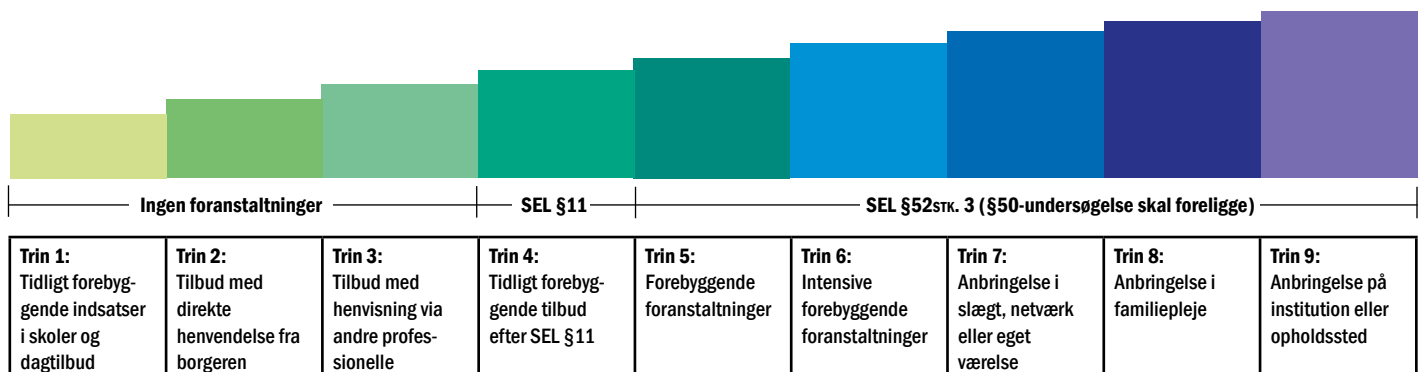 Ingen foranstaltninger
SEL §11
SEL §52STK. 3 (§50-undersøgelse skal foreligge)
Trin 1:
Tidligt forebyg-
gende indsatser
i skoler og
dagtilbud
Trin 2:
Tilbud med
direkte
henvendelse fra
borgeren
Trin 3:
Tilbud med
henvisning via
andre profes-
sionelle
Trin 4:
Tidligt forebyg-
gende tilbud
efter SEL §11
Trin 5:
Forebyggende
foranstaltninger
Trin 6:
Intensive
forebyggende
foranstaltninger
Trin 7:
Anbringelse i
slægt, netværk
eller eget
værelse
Trin 8:
Anbringelse i
familiepleje
Trin 9:
Anbringelse på
institution eller
opholdssted